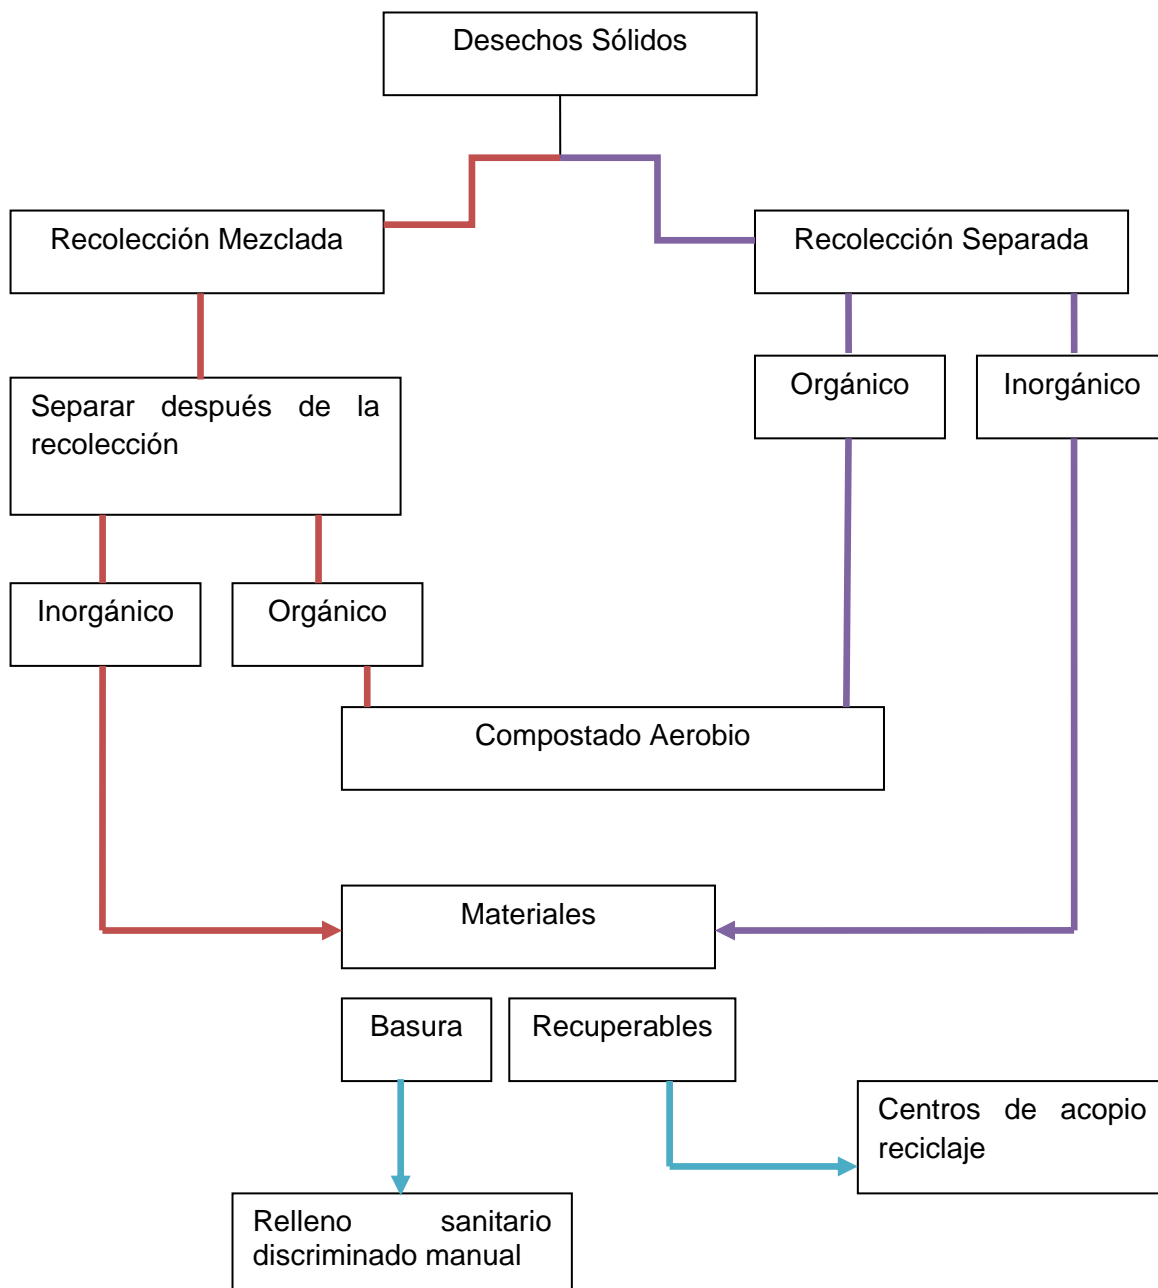 Desechos Sólidos
Recolección Mezclada
Recolección Separada
Orgánico
Inorgánico
Separar después de la
recolección
Inorgánico
Orgánico
Compostado Aerobio
Materiales
Basura
Recuperables
Centros de acopio
reciclaje
Relleno sanitario
discriminado manual